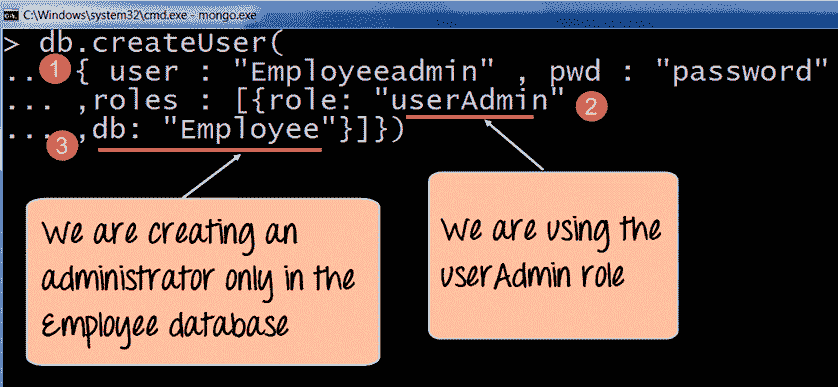 C:\Windows\system32\cmd.exe - mongo.exe
> db.createUser(
.. 1 { user : "Employeeadmin" , pwd : "password"
... ,roles : [{role: "userAdmin" 2
... 3 ,db: "Employee"}]})
We are creating an
administrator only in the
Employee database
We are using the
userAdmin role